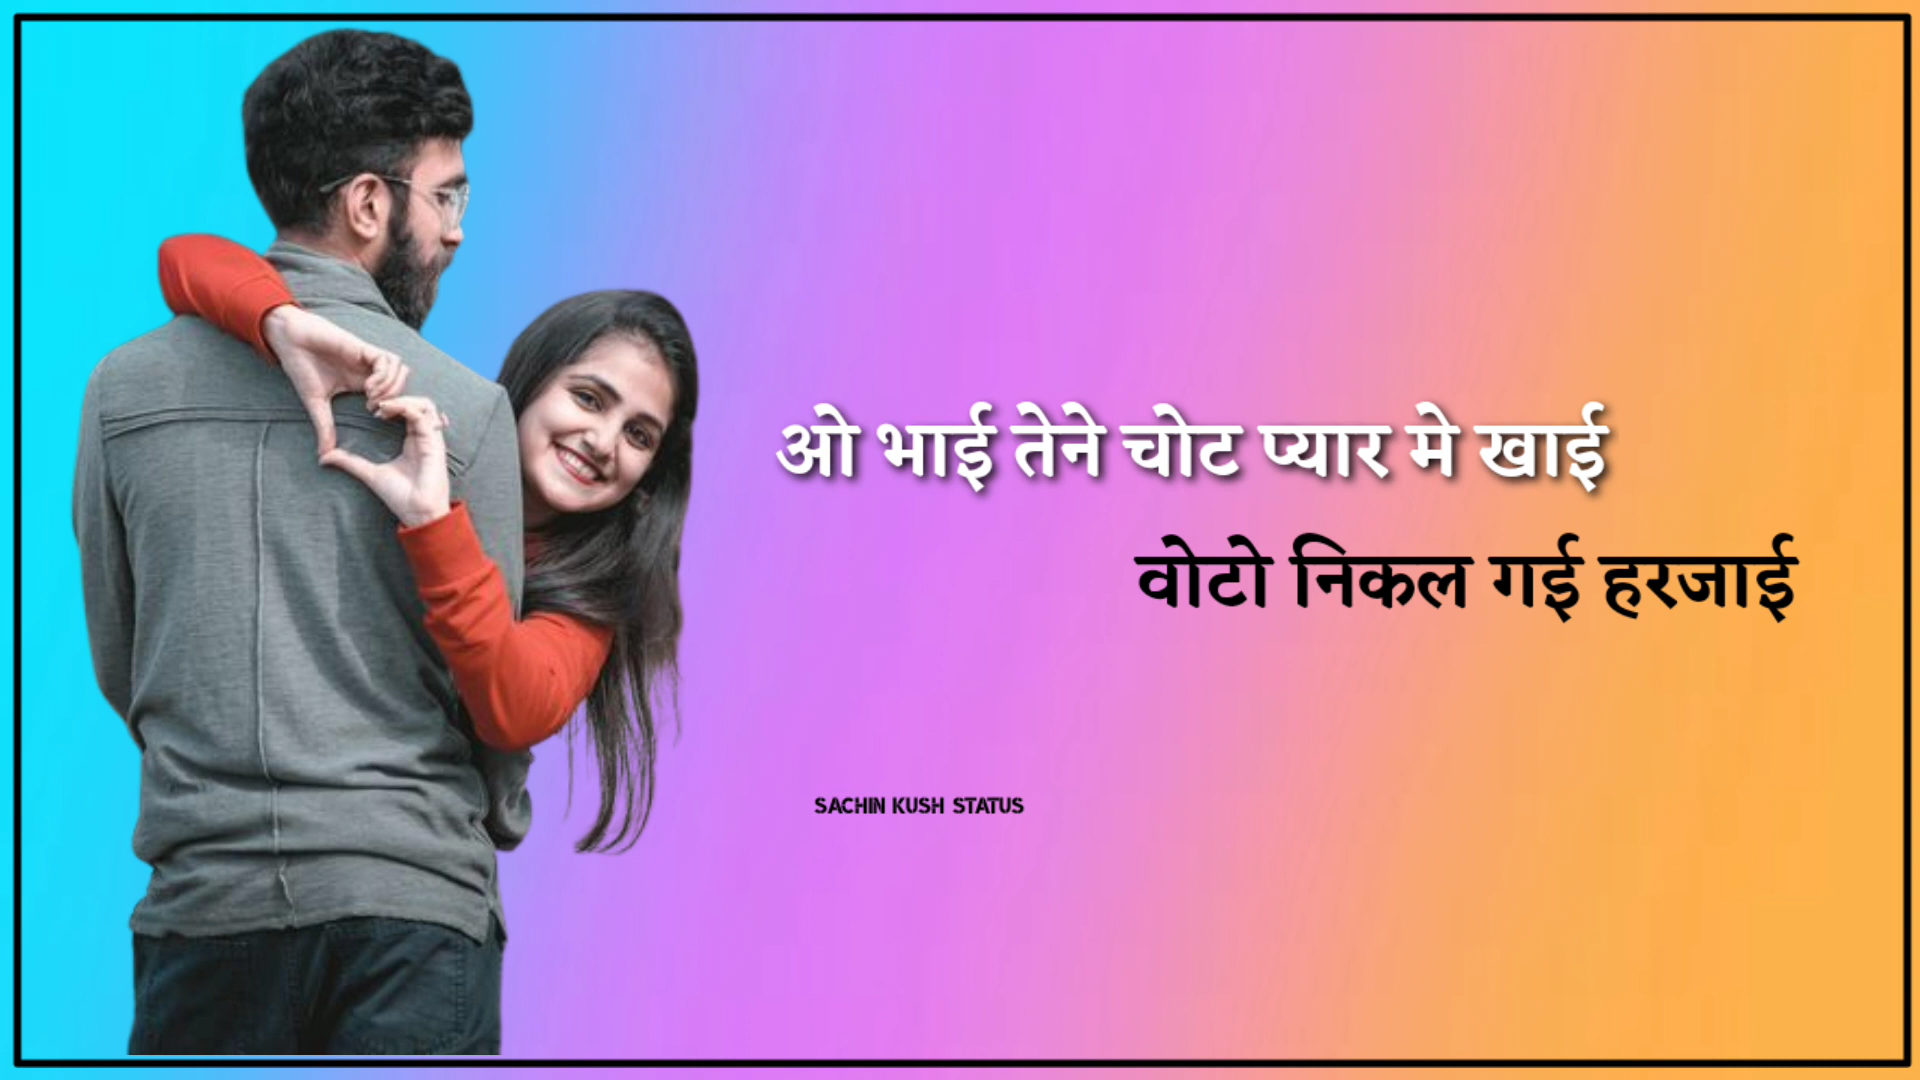 ओ भाई तेने चोट प्यार मे खाई
वोटो निकल गई हरजाई
SACHIN KUSH STATUS